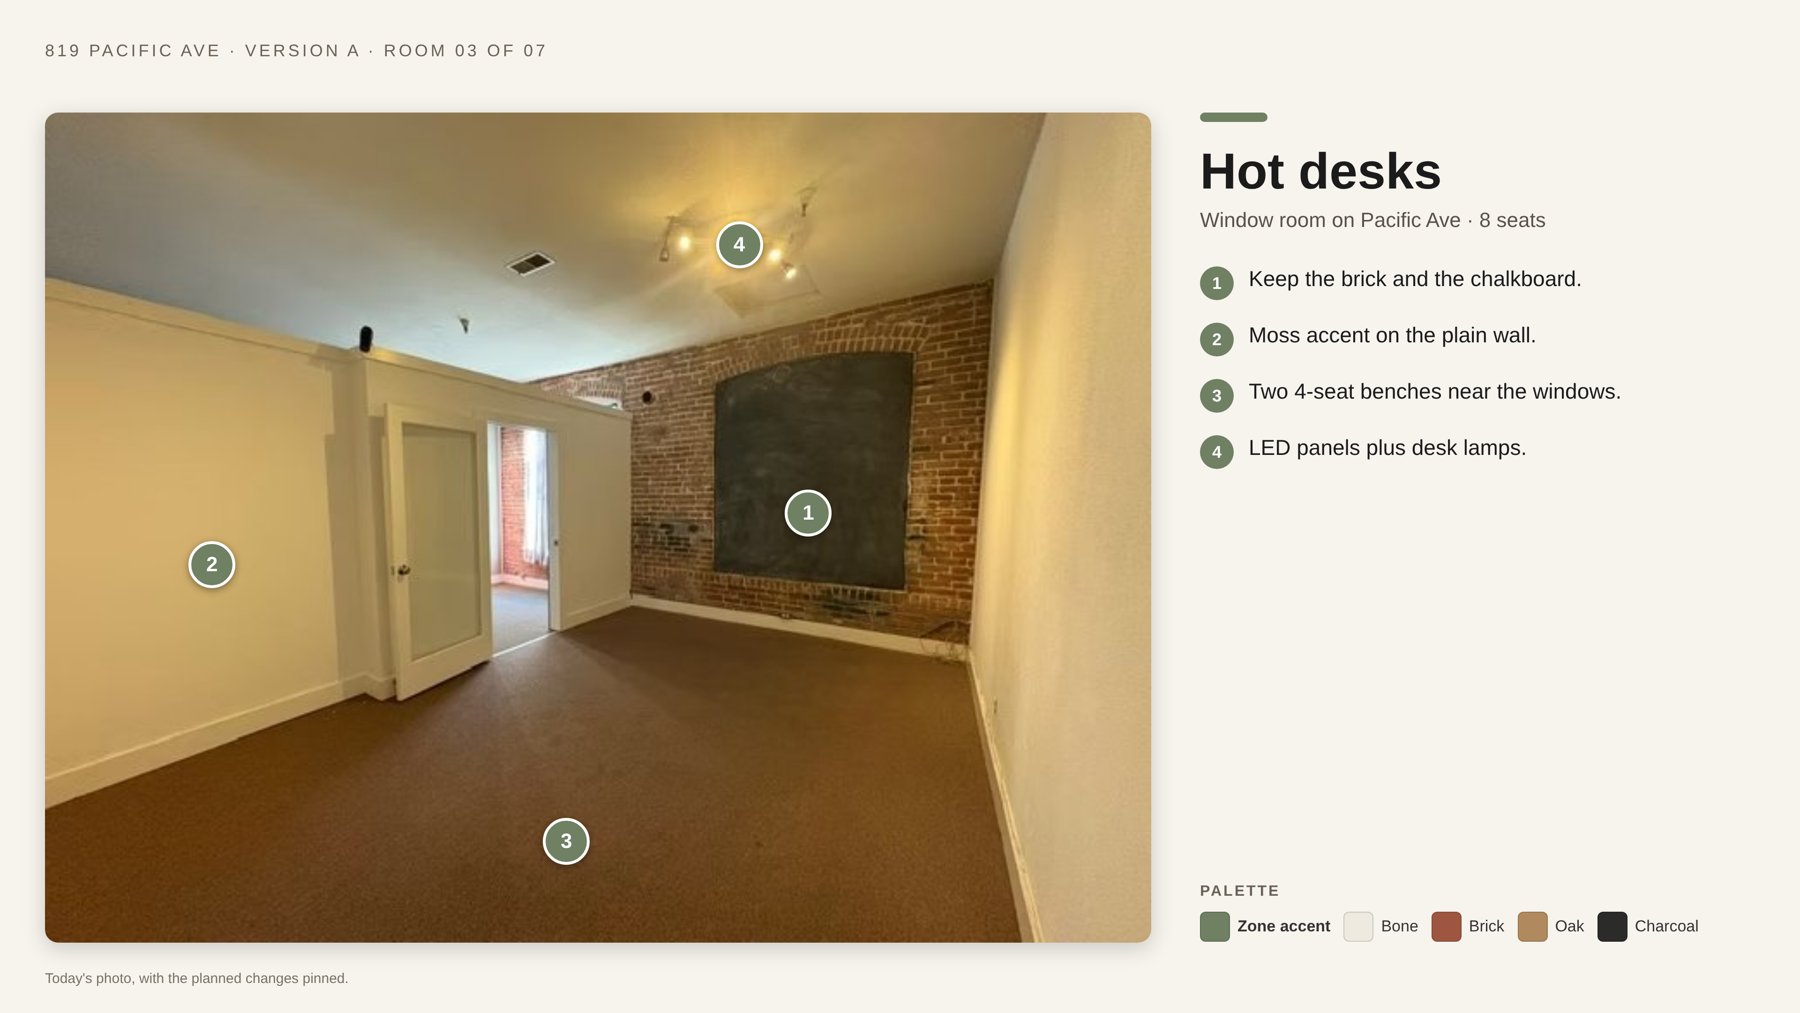 819 PACIFIC AVE · VERSION A · ROOM 03 OF 07
4
1
2
3
Hot desks
Window room on Pacific Ave · 8 seats
1 Keep the brick and the chalkboard.
2 Moss accent on the plain wall.
3 Two 4-seat benches near the windows.
4 LED panels plus desk lamps.
PALETTE
Zone accent Bone Brick Oak Charcoal
Today's photo, with the planned changes pinned.